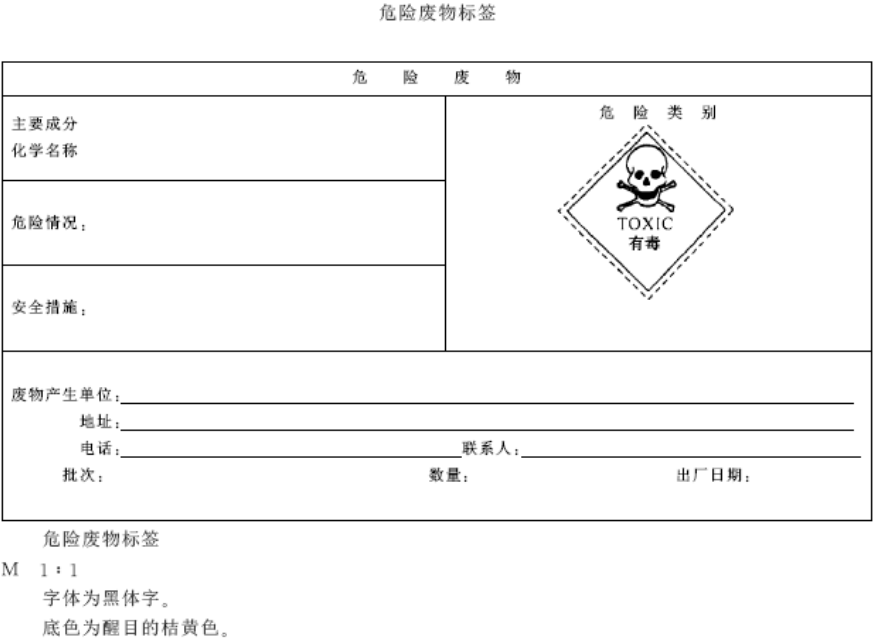 危险废物标签
危 险 废 物
主要成分
化学名称
危险类别
TOXIC
有毒
危险情况：
安全措施：
废物产生单位：
地址：
电话： 联系人：
批次： 数量： 出厂日期：
危险废物标签
M 1：1
字体为黑体字。
底色为醒目的桔黄色。